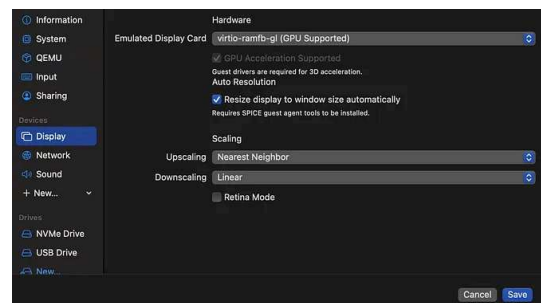 Information
System
QEMU
Input
Sharing
Devices
Display
Network
Sound
+ New...
Drives
NVMe Drive
USB Drive
New...
Hardware
Emulated Display Card virtio-ramfb-gl (GPU Supported)
GPU Acceleration Supported
Guest drivers are required for 3D acceleration.
Auto Resolution
Resize display to window size automatically
Requires SPICE guest agent tools to be installed.
Scaling
Upscaling Nearest Neighbor
Downscaling Linear
Retina Mode
Cancel Save